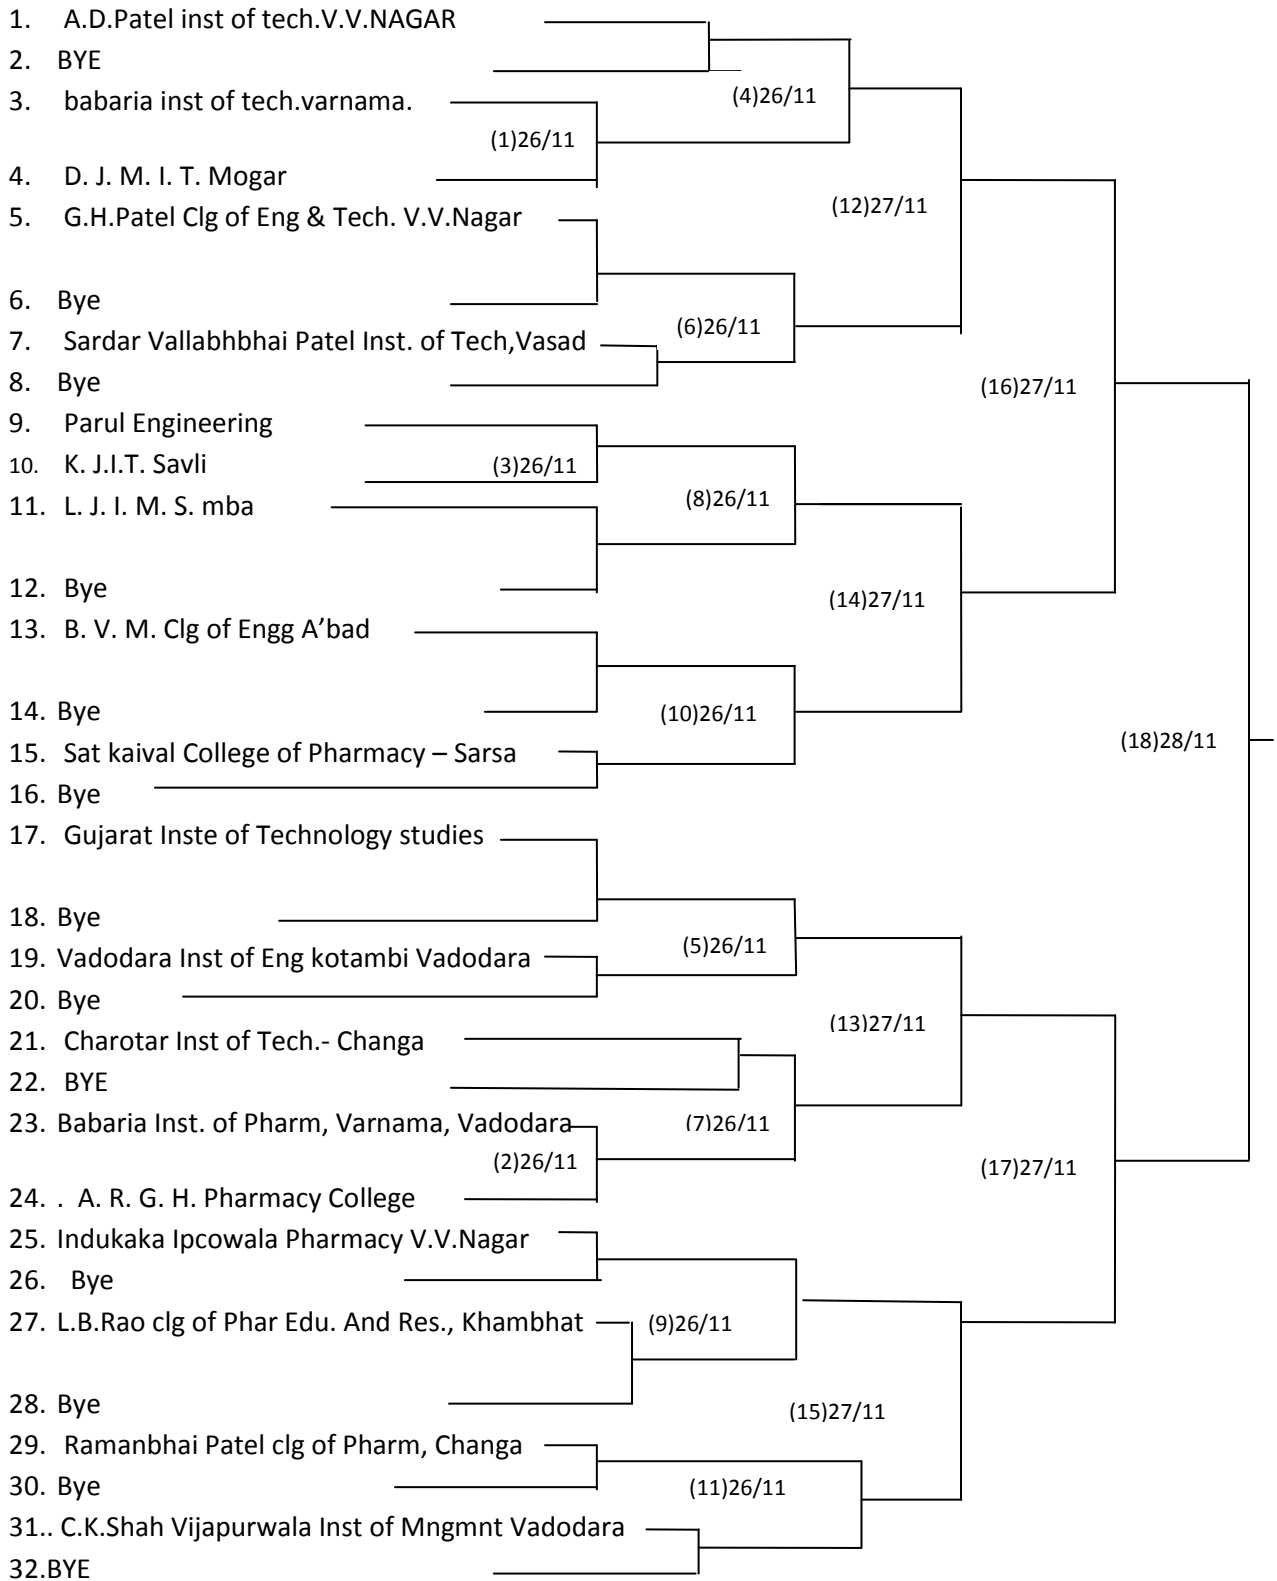 1. A.D.Patel inst of tech.V.V.NAGAR
2. BYE
(4)26/11
3. babaria inst of tech.varnama.
(1)26/11
4. D. J. M. I. T. Mogar
(12)27/11
5. G.H.Patel Clg of Eng & Tech. V.V.Nagar
6. Bye
(6)26/11
7. Sardar Vallabhbhai Patel Inst. of Tech,Vasad
8. Bye
(16)27/11
9. Parul Engineering
10. K. J.I.T. Savli
(3)26/11
(8)26/11
11. L. J. I. M. S. mba
12. Bye
(14)27/11
13. B. V. M. Clg of Engg A’bad
14. Bye
(10)26/11
(18)28/11
15. Sat kaival College of Pharmacy – Sarsa
16. Bye
17. Gujarat Inste of Technology studies
18. Bye
(5)26/11
19. Vadodara Inst of Eng kotambi Vadodara
20. Bye
(13)27/11
21. Charotar Inst of Tech.- Changa
22. BYE
23. Babaria Inst. of Pharm, Varnama, Vadodara
(7)26/11
(2)26/11
(17)27/11
24. . A. R. G. H. Pharmacy College
25. Indukaka Ipcowala Pharmacy V.V.Nagar
26. Bye
27. L.B.Rao clg of Phar Edu. And Res., Khambhat
(9)26/11
28. Bye
(15)27/11
29. Ramanbhai Patel clg of Pharm, Changa
30. Bye
(11)26/11
31.. C.K.Shah Vijapurwala Inst of Mngmnt Vadodara
32.BYE